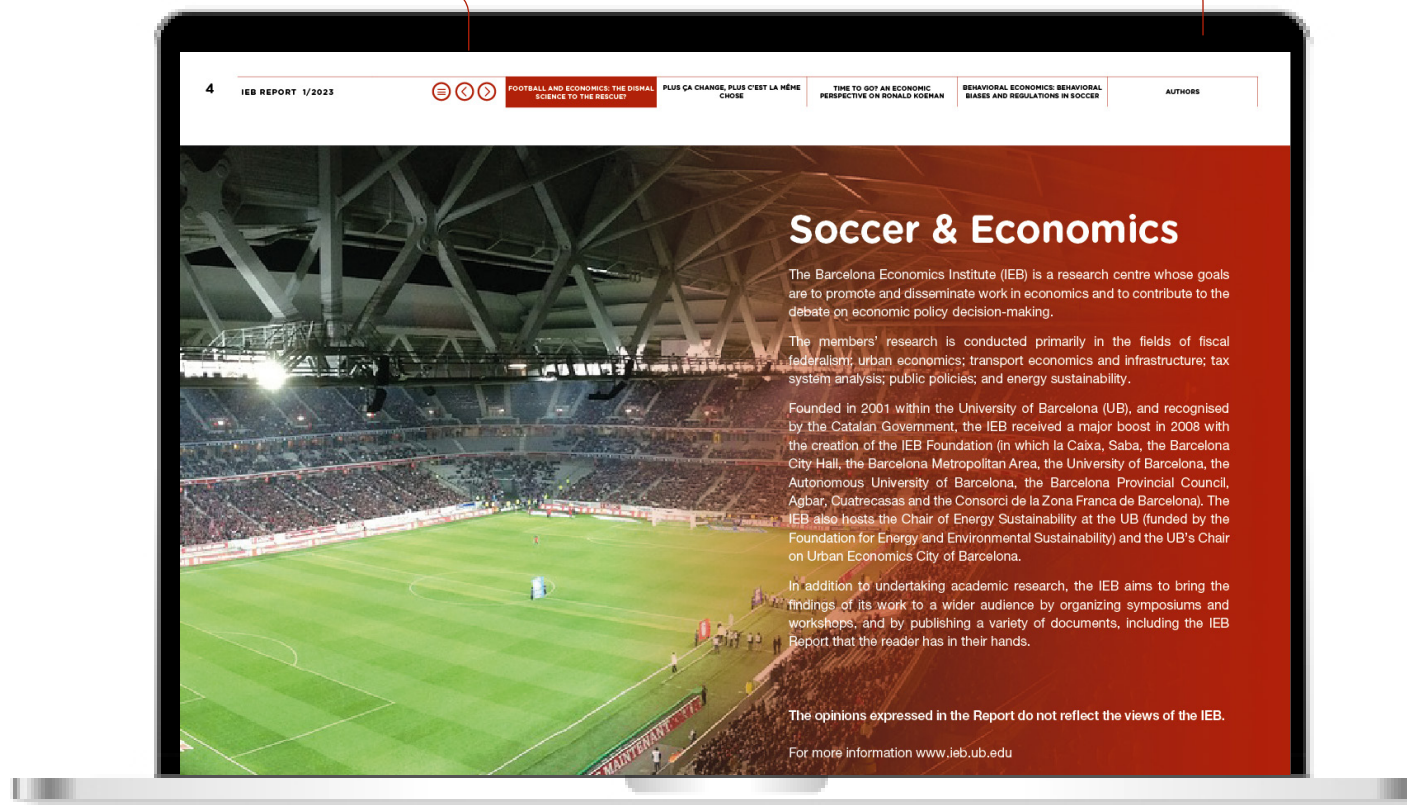 4
IEB REPORT 1/2023
FOOTBALL AND ECONOMICS: THE DISMAL
SCIENCE TO THE RESCUE?
PLUS ÇA CHANGE, PLUS C'EST LA MÊME
CHOSE
TIME TO GO? AN ECONOMIC
PERSPECTIVE ON RONALD KOEMAN
BEHAVIORAL ECONOMICS: BEHAVIORAL
BIASES AND REGULATIONS IN SOCCER
AUTHORS
Soccer & Economics
The Barcelona Economics Institute (IEB) is a research centre whose goals
are to promote and disseminate work in economics and to contribute to the
debate on economic policy decision-making.
The members' research is conducted primarily in the fields of fiscal
federalism; urban economics; transport economics and infrastructure; tax
system analysis; public policies; and energy sustainability.
Founded in 2001 within the University of Barcelona (UB), and recognised
by the Catalan Government, the IEB received a major boost in 2008 with
the creation of the IEB Foundation (in which la Caixa, Saba, the Barcelona
City Hall, the Barcelona Metropolitan Area, the University of Barcelona, the
Autonomous University of Barcelona, the Barcelona Provincial Council,
Agbar, Cuatrecasas and the Consorci de la Zona Franca de Barcelona). The
IEB also hosts the Chair of Energy Sustainability at the UB (funded by the
Foundation for Energy and Environmental Sustainability) and the UB's Chair
on Urban Economics City of Barcelona.
In addition to undertaking academic research, the IEB aims to bring the
findings of its work to a wider audience by organizing symposiums and
workshops, and by publishing a variety of documents, including the IEB
Report that the reader has in their hands.
The opinions expressed in the Report do not reflect the views of the IEB.
For more information www.ieb.ub.edu
MAINTENANT